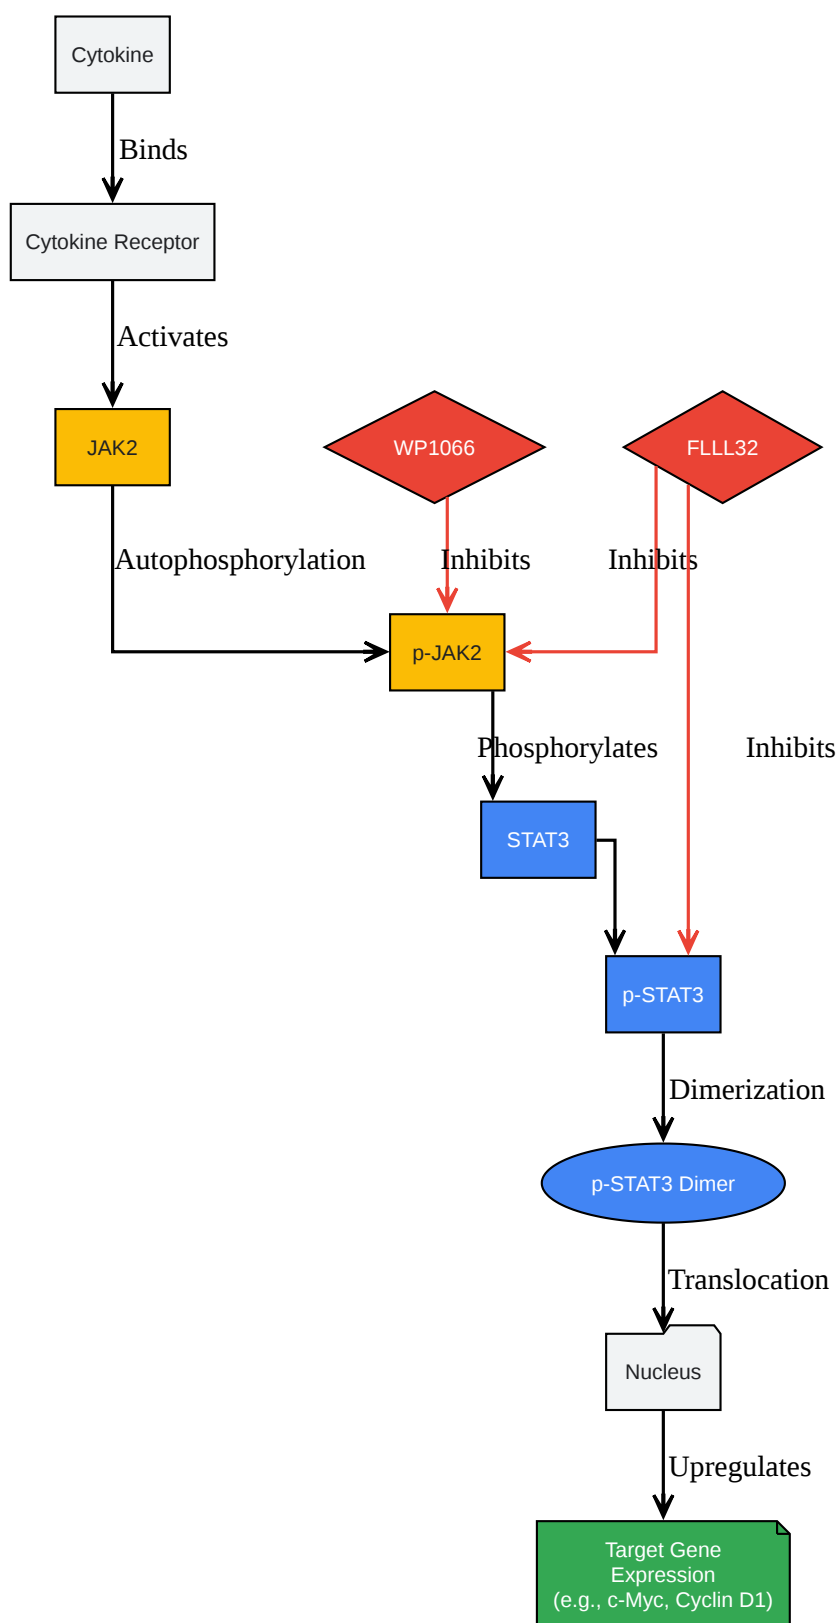 Cytokine
Binds
Cytokine Receptor
Activates
JAK2
WP1066
FLLL32
Autophosphorylation
Inhibits
Inhibits
p-JAK2
Phosphorylates
Inhibits
STAT3
p-STAT3
Dimerization
p-STAT3 Dimer
Translocation
Nucleus
Upregulates
Target Gene
Expression
(e.g., c-Myc, Cyclin D1)